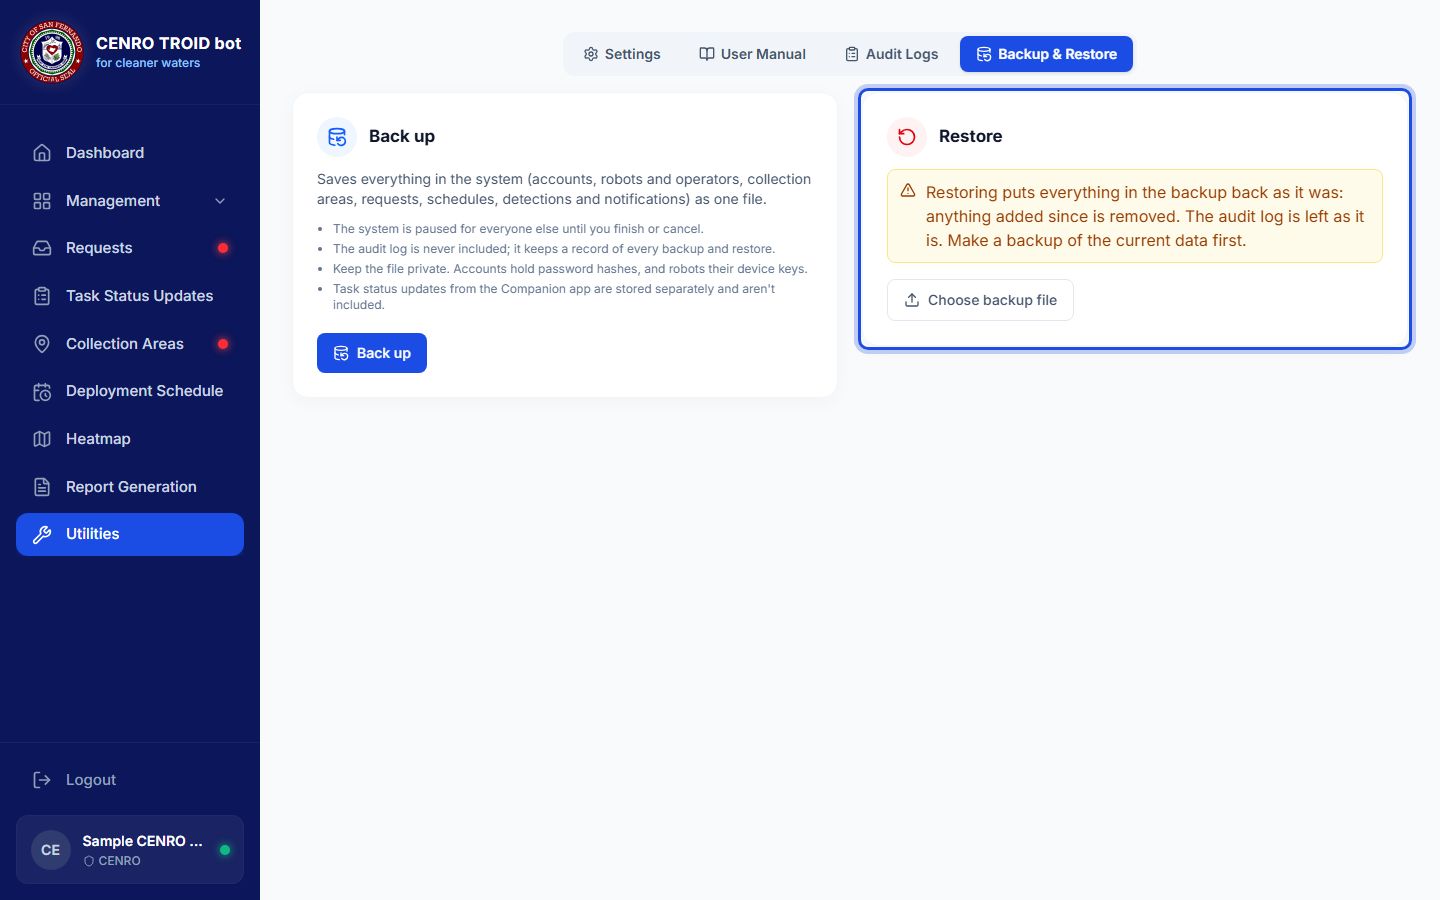 CITY OF SAN FERNANDO
OFFICIAL SEAL
CENRO TROID bot
for cleaner waters
Dashboard
Management
Requests
Task Status Updates
Collection Areas
Deployment Schedule
Heatmap
Report Generation
Utilities
Logout
CE
Sample CENRO ...
CENRO
Settings
User Manual
Audit Logs
Backup & Restore
Back up
Saves everything in the system (accounts, robots and operators, collection
areas, requests, schedules, detections and notifications) as one file.
• The system is paused for everyone else until you finish or cancel.
• The audit log is never included; it keeps a record of every backup and restore.
• Keep the file private. Accounts hold password hashes, and robots their device keys.
• Task status updates from the Companion app are stored separately and aren't
included.
Back up
Restore
Restoring puts everything in the backup back as it was:
anything added since is removed. The audit log is left as it
is. Make a backup of the current data first.
Choose backup file